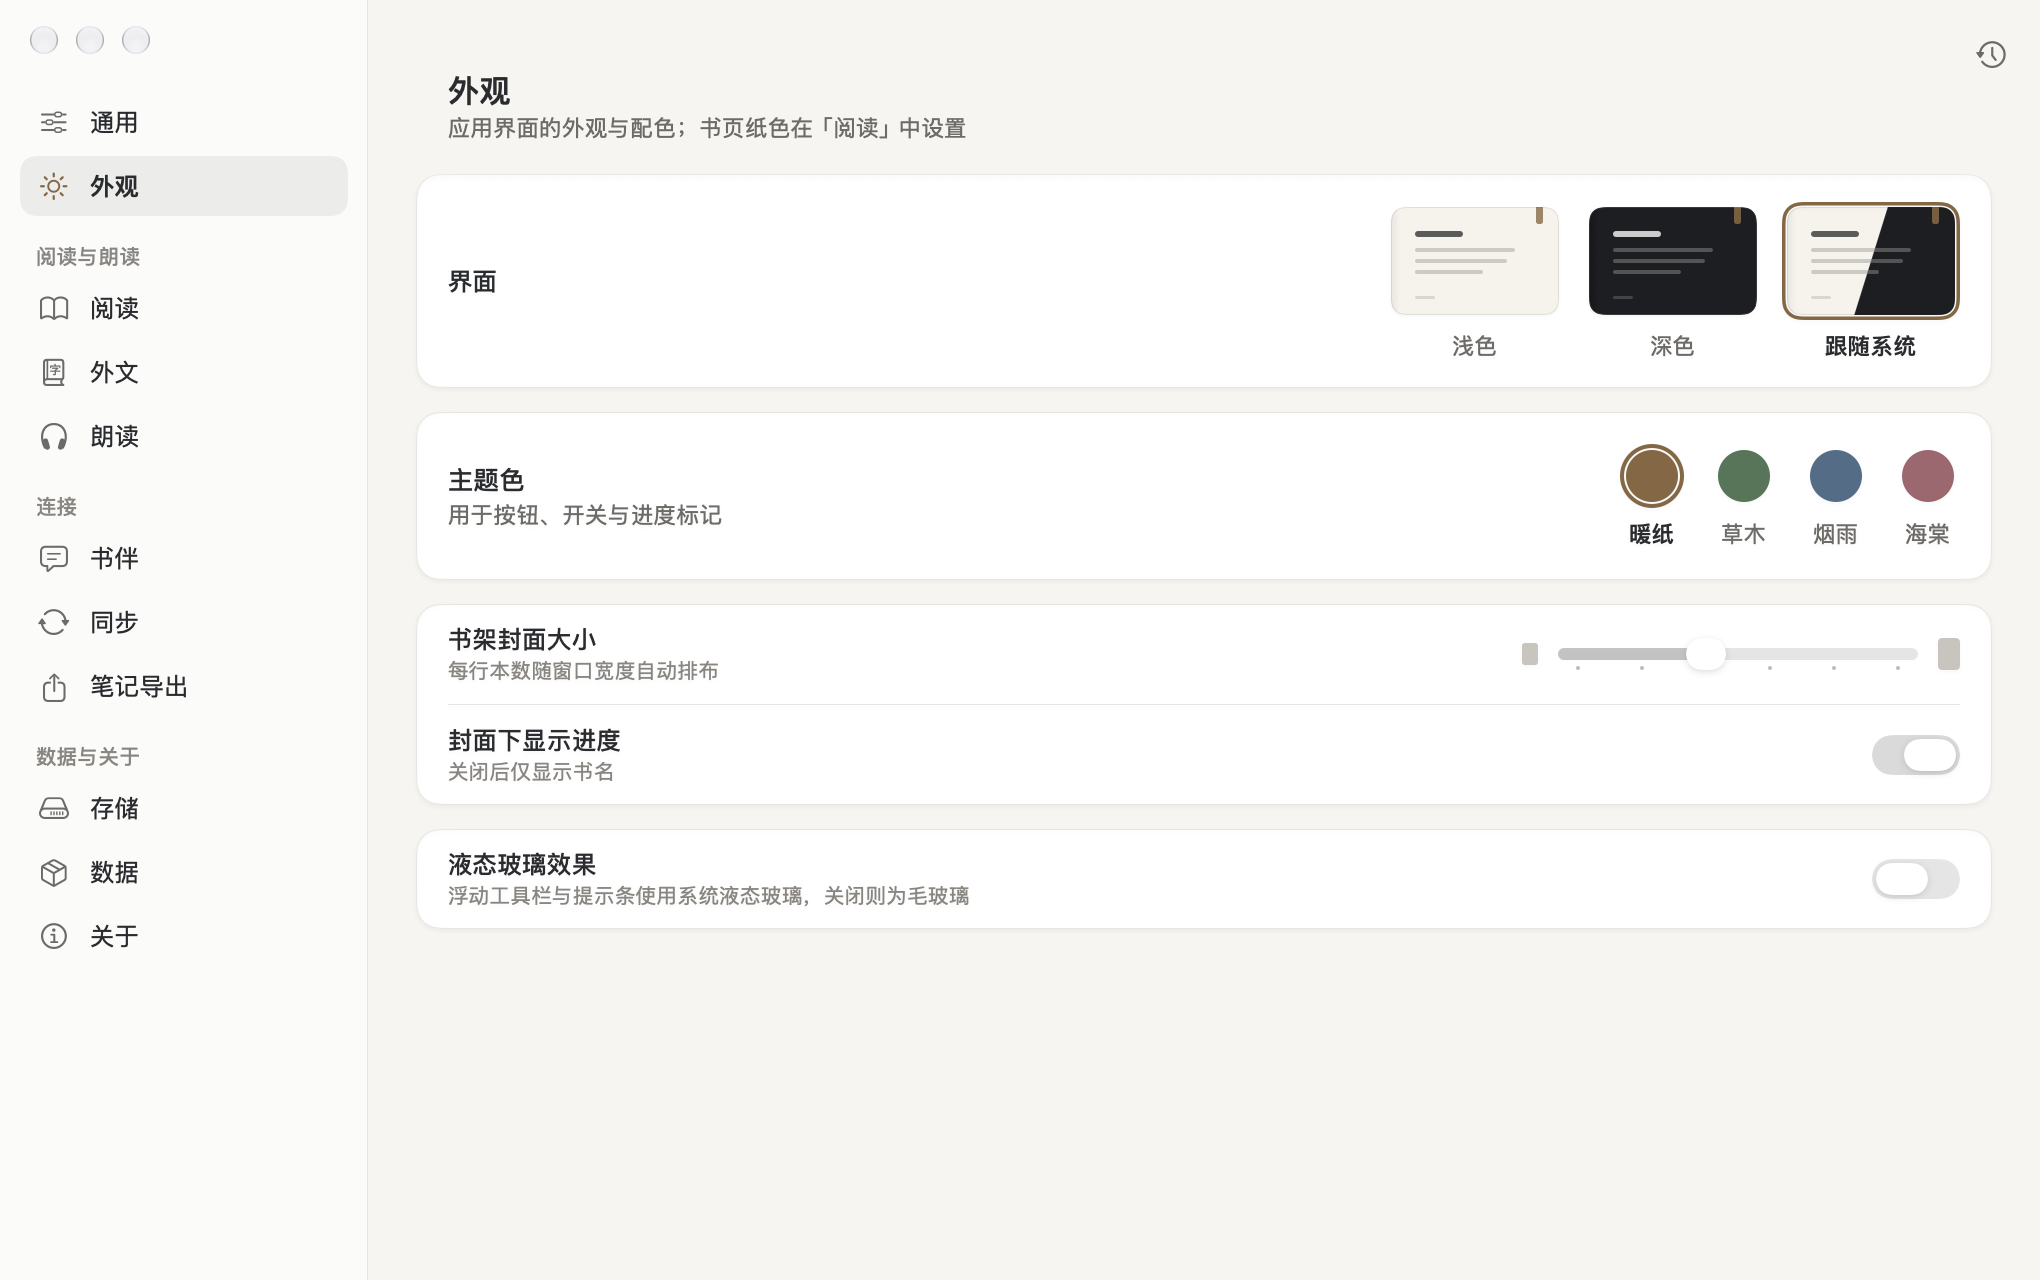 通用
外观
阅读与朗读
阅读
外文
朗读
连接
书伴
同步
笔记导出
数据与关于
存储
数据
关于
外观
应用界面的外观与配色；书页纸色在「阅读」中设置
界面
浅色
深色
跟随系统
主题色
用于按钮、开关与进度标记
暖纸
草木
烟雨
海棠
书架封面大小
每行本数随窗口宽度自动排布
封面下显示进度
关闭后仅显示书名
液态玻璃效果
浮动工具栏与提示条使用系统液态玻璃，关闭则为毛玻璃